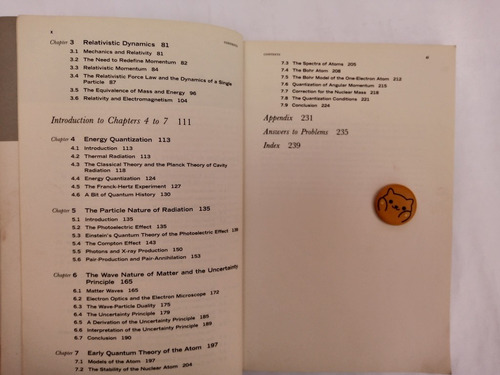 x
CONTENTS
Chapter 3 Relativistic Dynamics 81
3.1 Mechanics and Relativity 81
3.2 The Need to Redefine Momentum 82
3.3 Relativistic Momentum 84
3.4 The Relativistic Force Law and the Dynamics of a Single
Particle 87
3.5 The Equivalence of Mass and Energy 96
3.6 Relativity and Electromagnetism 104
Introduction to Chapters 4 to 7 111
Chapter 4 Energy Quantization 113
4.1 Introduction 113
4.2 Thermal Radiation 113
4.3 The Classical Theory and the Planck Theory of Cavity
Radiation 118
4.4 Energy Quantization 124
4.5 The Franck-Hertz Experiment 127
4.6 A Bit of Quantum History 130
Chapter 5 The Particle Nature of Radiation 135
5.1 Introduction 135
5.2 The Photoelectric Effect 135
5.3 Einstein's Quantum Theory of the Photoelectric Effect
5.4 The Compton Effect 143
5.5 Photons and X-ray Production 150
5.6 Pair-Production and Pair-Annihilation 153
Chapter 6 The Wave Nature of Matter and the Uncertainty
Principle 165
6.1 Matter Waves 165
6.2 Electron Optics and the Electron Microscope 172
6.3 The Wave-Particle Duality 175
6.4 The Uncertainty Principle 179
6.5 A Derivation of the Uncertainty Principle 185
6.6 Interpretation of the Uncertainty Principle
6.7 Conclusion 190
Chapter 7 Early Quantum Theory of the Atom 197
7.1 Models of the Atom 197
7.2 The Stability of the Nuclear Atom 204
CONTENTS
xi
7.3 The Spectra of Atoms 205
7.4 The Bohr Atom 208
7.5 The Bohr Model of the One-Electron Atom 212
7.6 Quantization of Angular Momentum 215
7.7 Correction for the Nuclear Mass 218
7.8 The Quantization Conditions 221
7.9 Conclusion 224
Appendix 231
Answers to Problems 235
Index 239